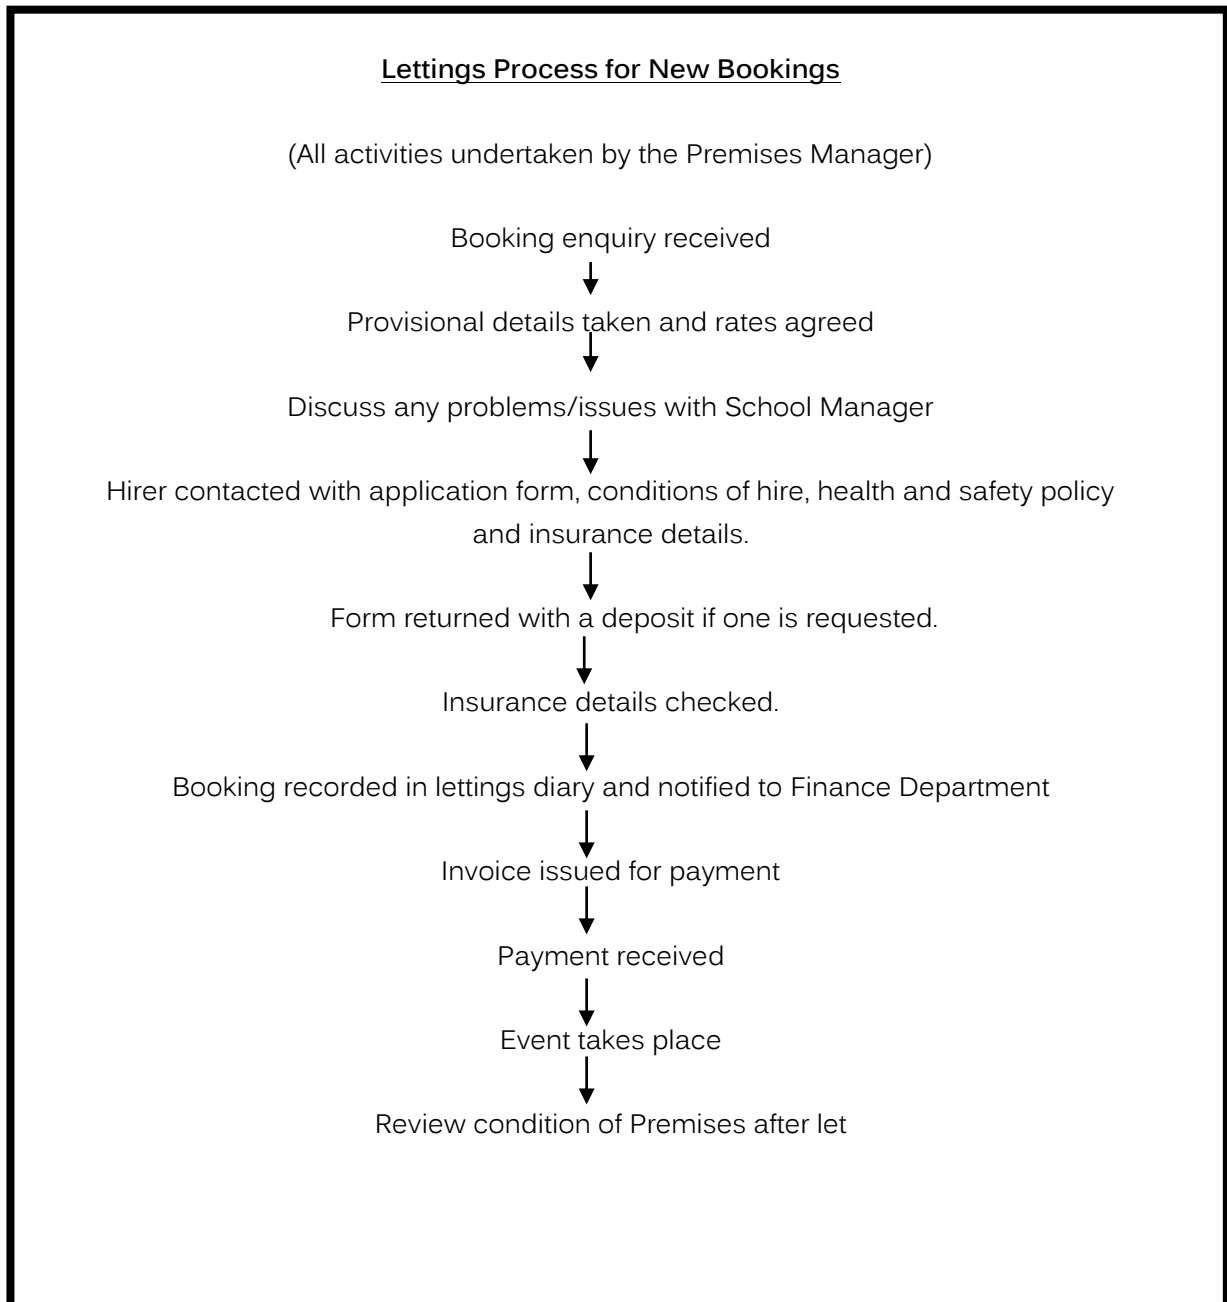 Lettings Process for New Bookings
(All activities undertaken by the Premises Manager)
Booking enquiry received
Provisional details taken and rates agreed
Discuss any problems/issues with School Manager
Hirer contacted with application form, conditions of hire, health and safety policy
and insurance details.
Form returned with a deposit if one is requested.
Insurance details checked.
Booking recorded in lettings diary and notified to Finance Department
Invoice issued for payment
Payment received
Event takes place
Review condition of Premises after let